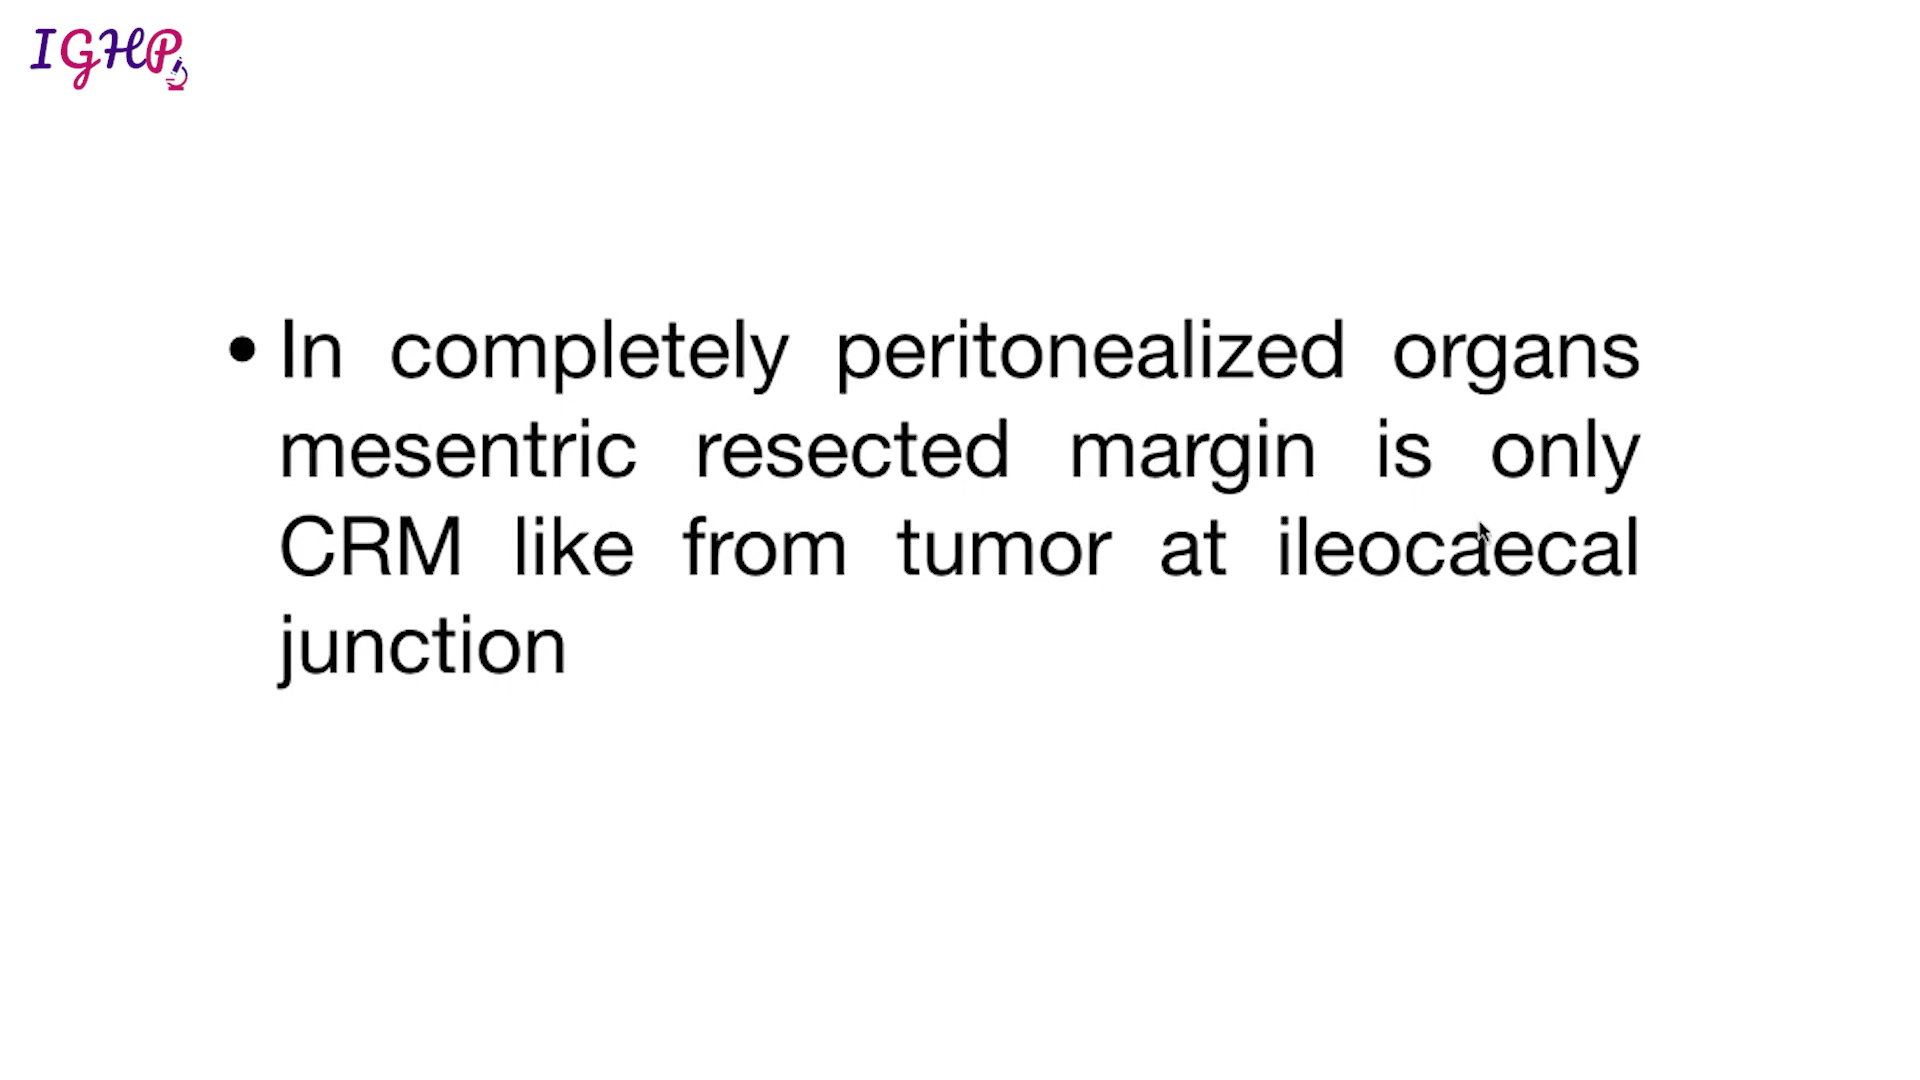 IGHP
• In completely peritonealized organs
mesentric resected margin is only
CRM like from tumor at ileocaecal
junction